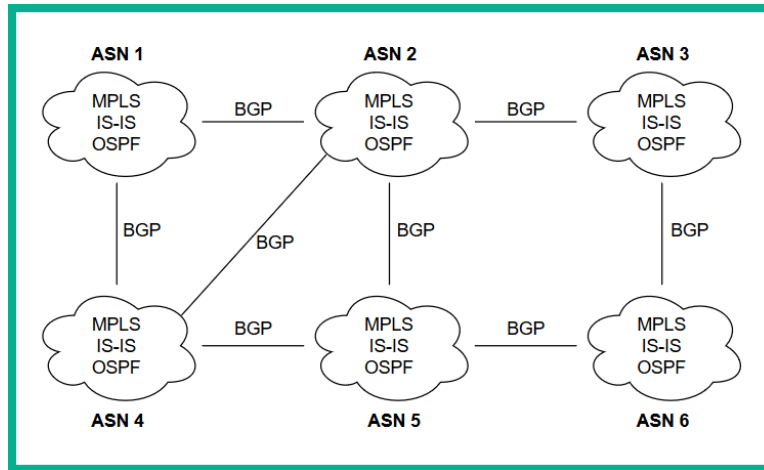 ASN 1
ASN 2
ASN 3
MPLS
IS-IS
OSPF
BGP
MPLS
IS-IS
OSPF
BGP
MPLS
IS-IS
OSPF
BGP
BGP
BGP
BGP
MPLS
IS-IS
OSPF
BGP
MPLS
IS-IS
OSPF
BGP
MPLS
IS-IS
OSPF
ASN 4
ASN 5
ASN 6